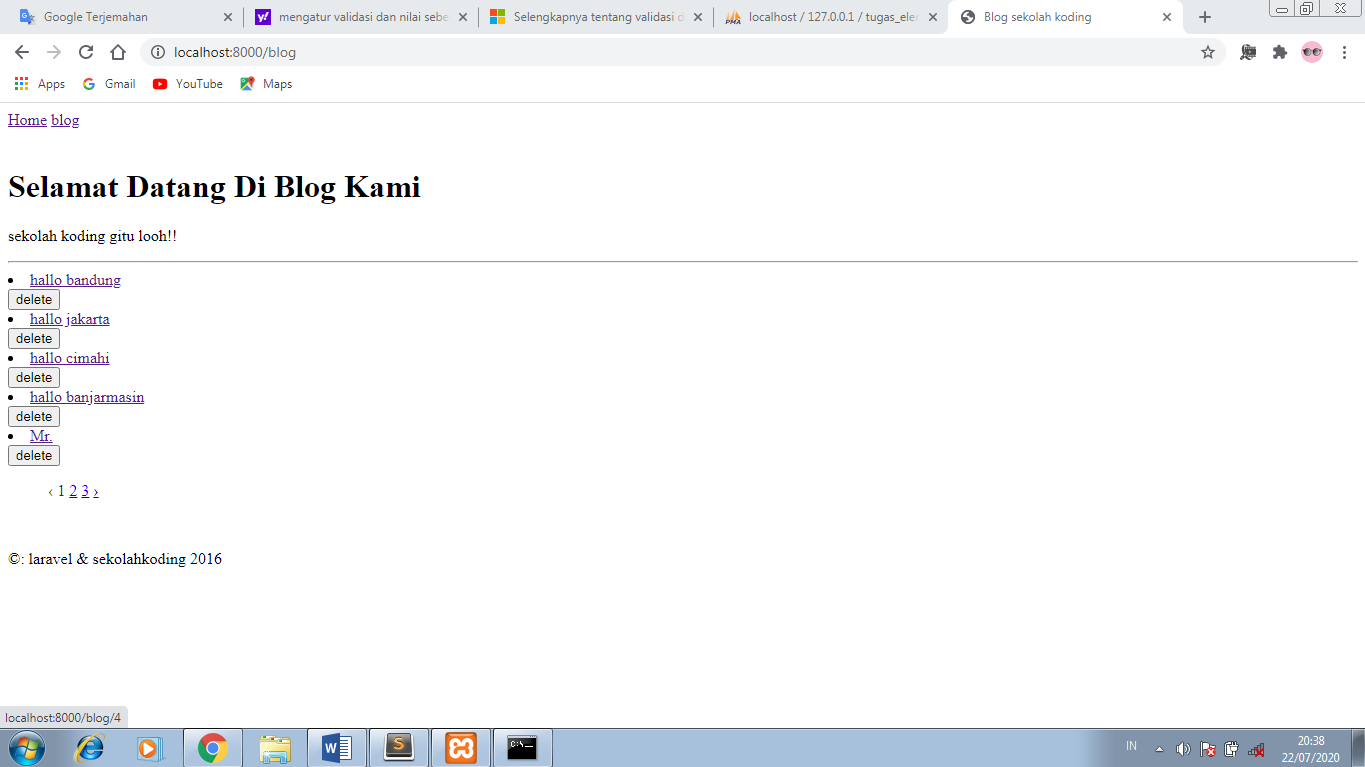 Google Terjemahan
mengatur validasi dan nilai sebe
Selengkapnya tentang validasi d
localhost / 127.0.0.1 / tugas_eler
Blog sekolah koding
localhost:8000/blog
Apps Gmail YouTube Maps
Home blog
Selamat Datang Di Blog Kami
sekolah koding gitu looh!!
hallo bandung
delete
hallo jakarta
delete
hallo cimahi
delete
hallo banjarmasin
delete
Mr.
delete
‹ 1 2 3 ›
©: laravel & sekolahkoding 2016
localhost:8000/blog/4
IN
20:38
22/07/2020